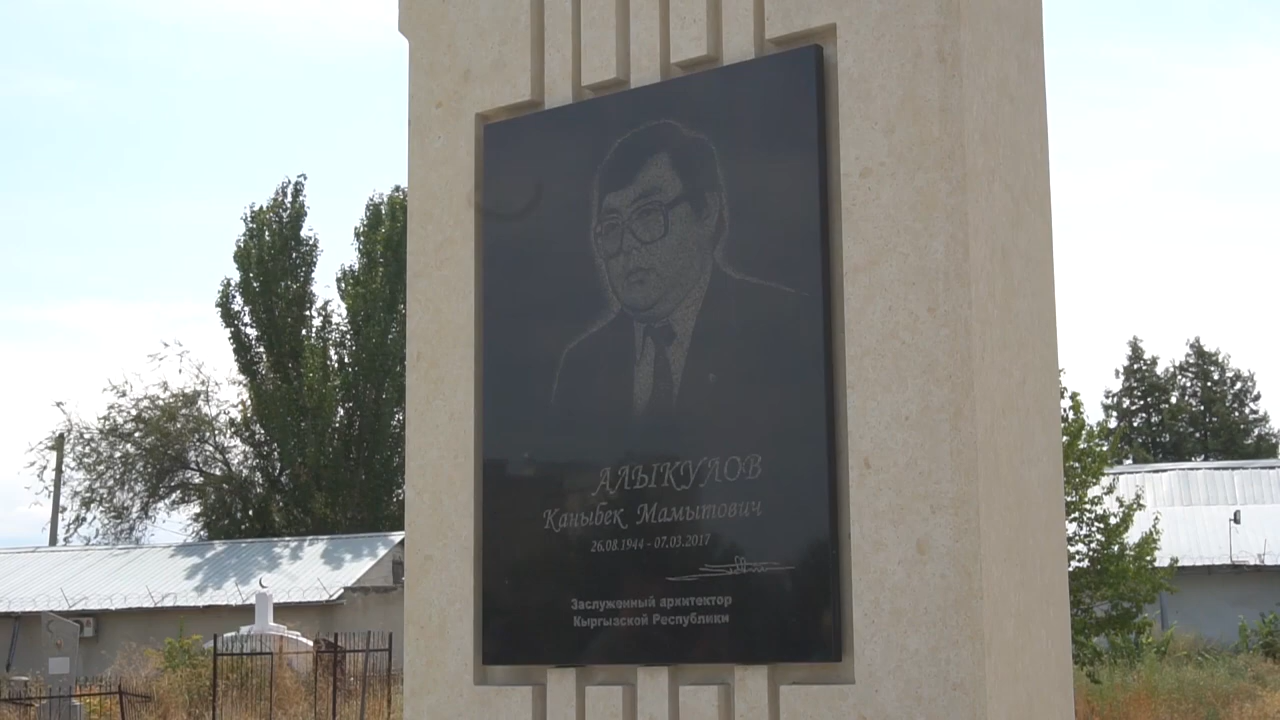 АЛЫКУЛОВ
Каныбек Мамытович
26.08.1944 - 07.03.2017
Заслуженный архитектор
Кыргызской Республики